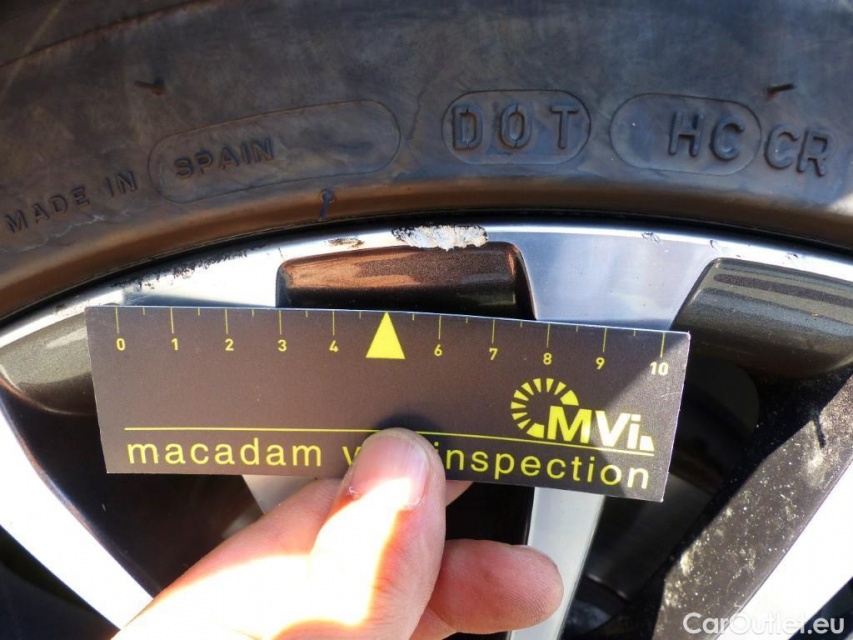 MADE IN SPAIN DOT HC CR
0 1 2 3 4 6 7 8 9 10
MVi.
macadam v inspection
CarOutlet.eu